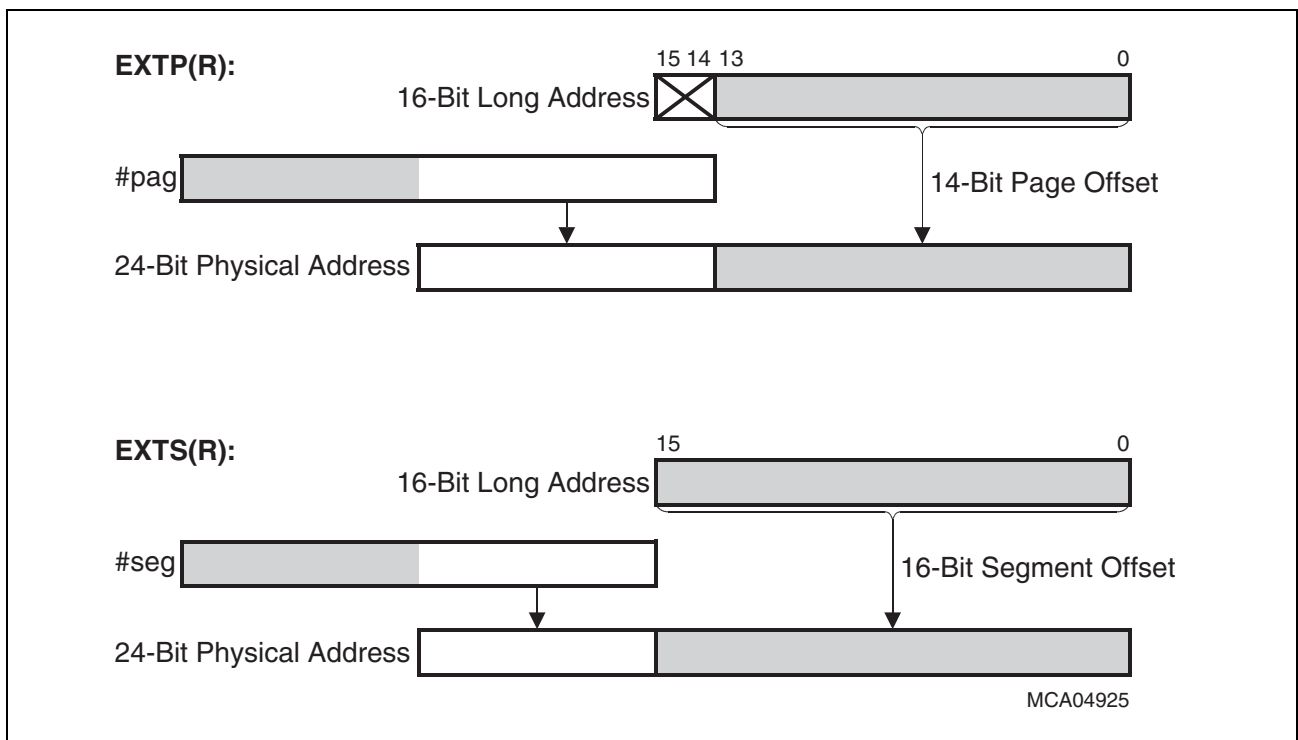 EXTP(R):
15 14 13 0
16-Bit Long Address
#pag
14-Bit Page Offset
24-Bit Physical Address
EXTS(R):
15 0
16-Bit Long Address
#seg
16-Bit Segment Offset
24-Bit Physical Address
MCA04925